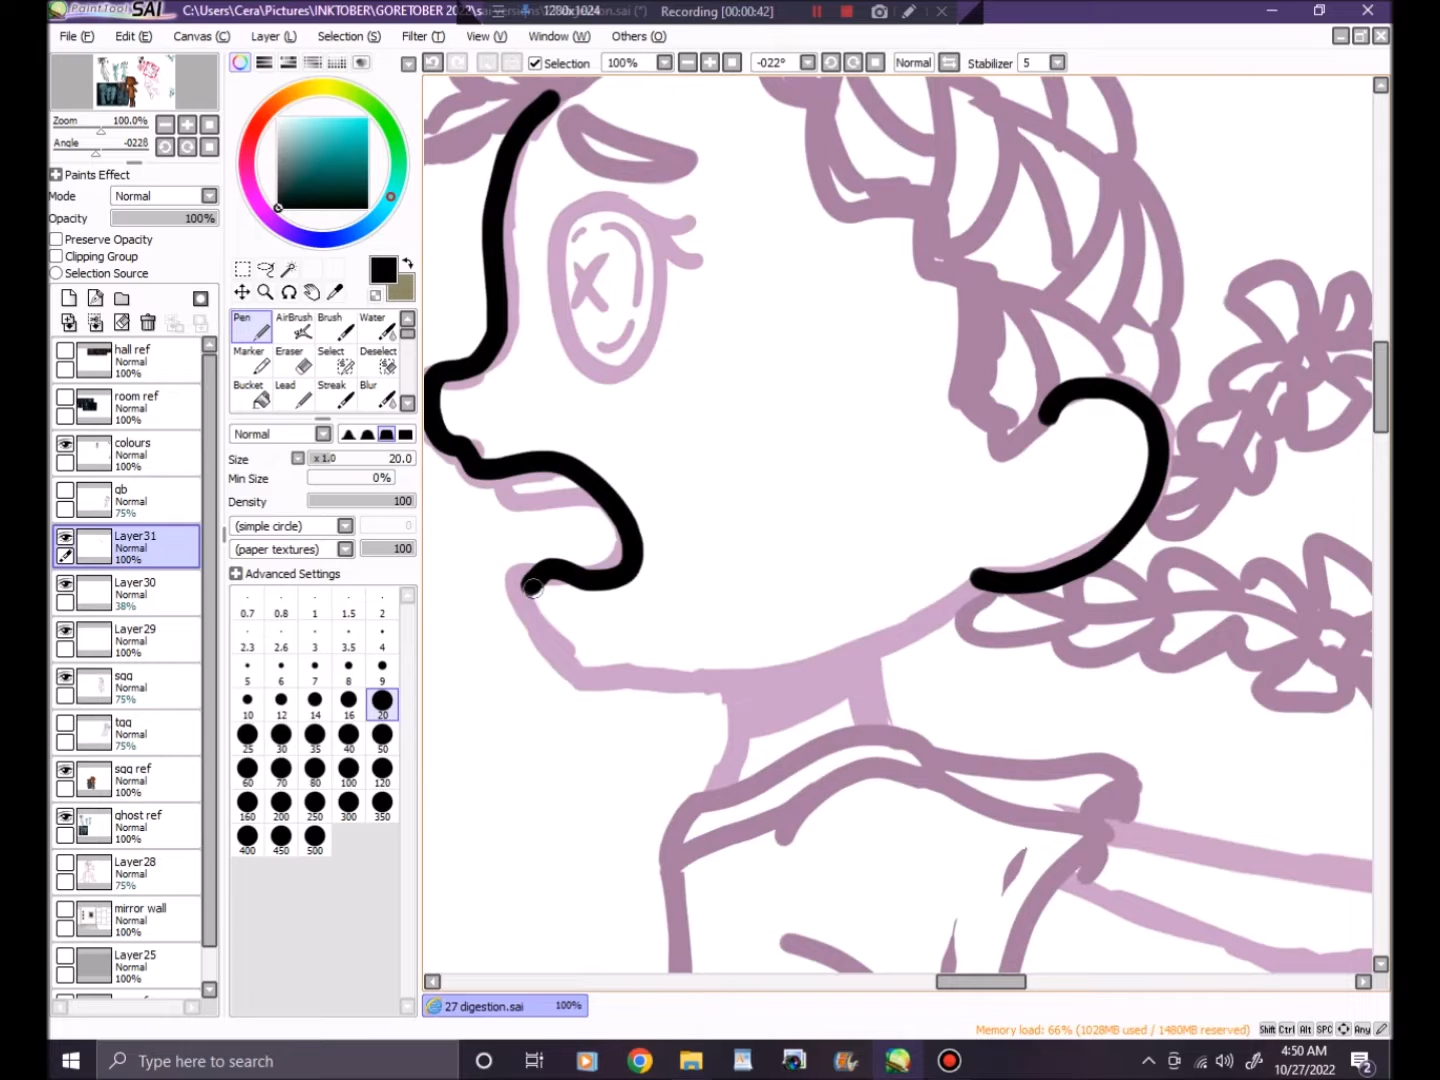 PaintTool SAI C:\Users\Cera\Pictures\INKTOBER\GORETOBER 2022\s
1280x1024
Recording [00:00:42]
File (F) Edit (E) Canvas (C) Layer (L) Selection (S) Filter (T) View (V) Window (W) Others (O)
Selection 100% -022° Normal Stabilizer 5
Zoom 100.0%
Angle -0228
Paints Effect
Mode Normal
Opacity 100%
Preserve Opacity
Clipping Group
Selection Source
hall ref
Normal
100%
room ref
Normal
100%
colours
Normal
100%
gb
Normal
75%
Layer31
Normal
100%
Layer30
Normal
38%
Layer29
Normal
100%
sgg
Normal
75%
tgg
Normal
75%
sgg ref
Normal
100%
ghost ref
Normal
100%
Layer28
Normal
75%
mirror wall
Normal
100%
Layer25
Normal
100%
Pen AirBrush Brush Water
Marker Eraser Select Deselect
Bucket Lead Streak Blur
Normal
Size x 1.0 20.0
Min Size 0%
Density 100
(simple circle) 0
(paper textures) 100
Advanced Settings
0.7 0.8 1 1.5 2
2.3 2.6 3 3.5 4
5 6 7 8 9
10 12 14 16 20
25 30 35 40 50
60 70 80 100 120
160 200 250 300 350
400 450 500
27 digestion.sai 100%
Memory load: 66% (1028MB used / 1480MB reserved) Shift Ctrl Alt SPC Any
Type here to search
4:50 AM
10/27/2022
2